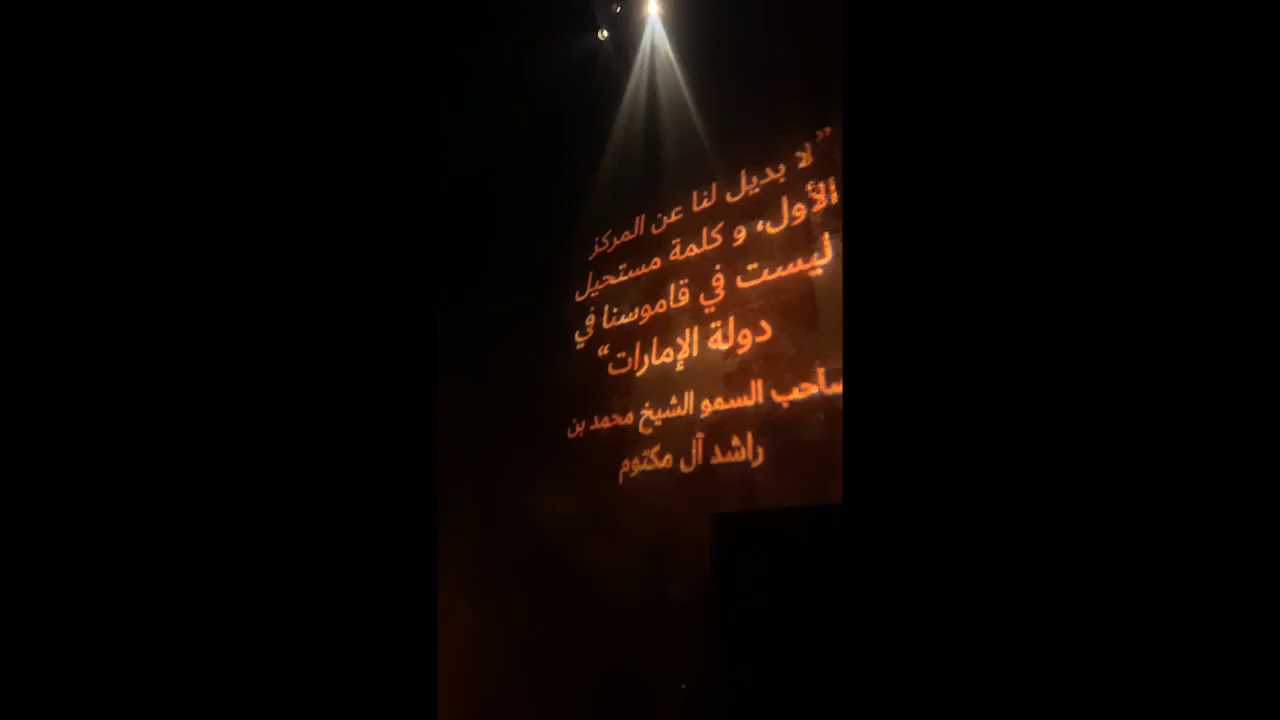 ”لا بديل لنا عن المركز
الأول، و كلمة مستحيل
ليست في قاموسنا في
دولة الإمارات“
صاحب السمو الشيخ محمد بن
راشد آل مكتوم